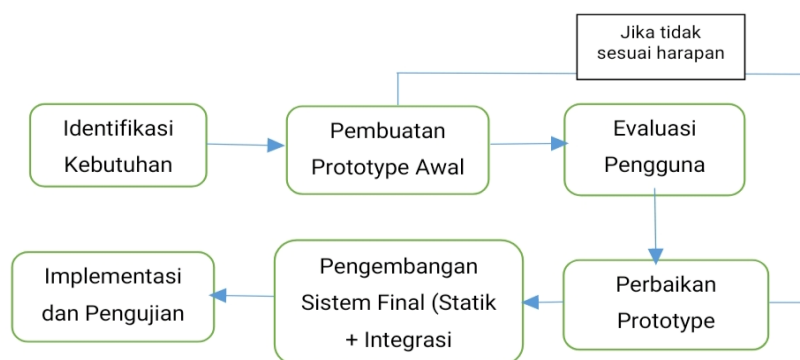 Jika tidak
sesuai harapan
Identifikasi
Kebutuhan
Pembuatan
Prototype Awal
Evaluasi
Pengguna
Perbaikan
Prototype
Pengembangan
Sistem Final (Statik
+ Integrasi
Implementasi
dan Pengujian